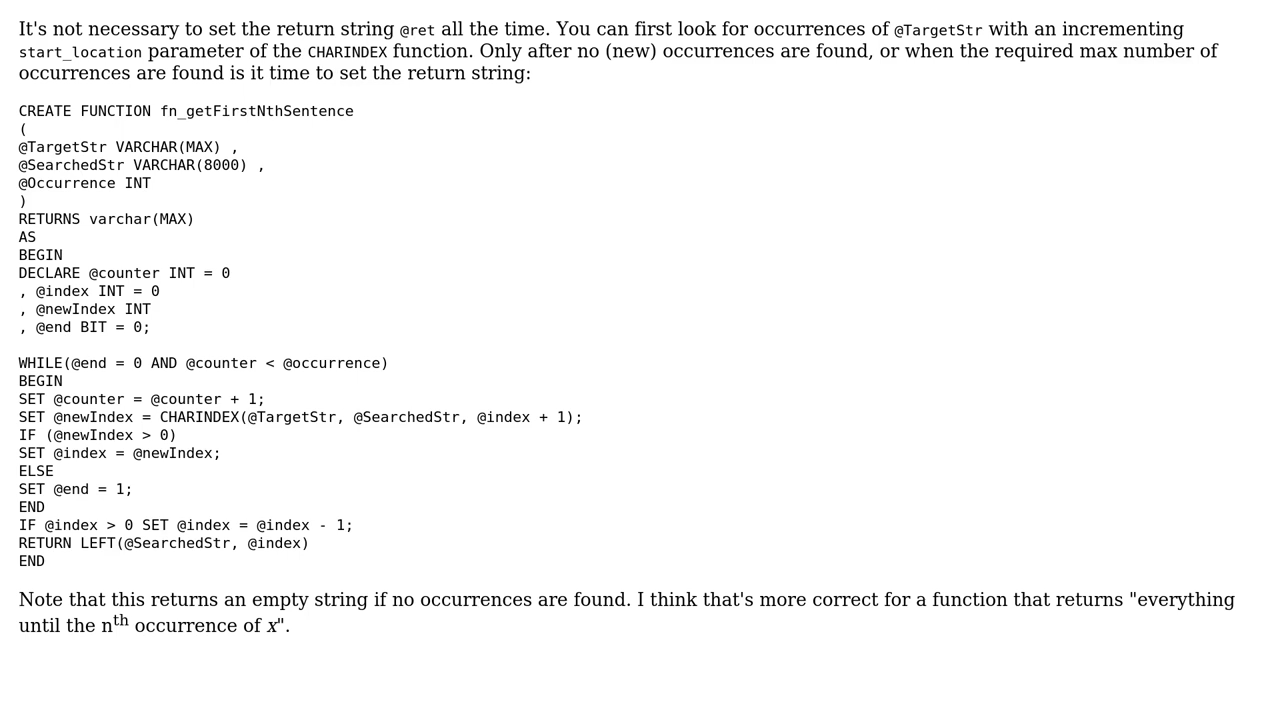 It's not necessary to set the return string @ret all the time. You can first look for occurrences of @TargetStr with an incrementing
start_location parameter of the CHARINDEX function. Only after no (new) occurrences are found, or when the required max number of
occurrences are found is it time to set the return string:
CREATE FUNCTION fn_getFirstNthSentence
(
@TargetStr VARCHAR(MAX) ,
@SearchedStr VARCHAR(8000) ,
@Occurrence INT
)
RETURNS varchar(MAX)
AS
BEGIN
DECLARE @counter INT = 0
, @index INT = 0
, @newIndex INT
, @end BIT = 0;
WHILE(@end = 0 AND @counter < @occurrence)
BEGIN
SET @counter = @counter + 1;
SET @newIndex = CHARINDEX(@TargetStr, @SearchedStr, @index + 1);
IF (@newIndex > 0)
SET @index = @newIndex;
ELSE
SET @end = 1;
END
IF @index > 0 SET @index = @index - 1;
RETURN LEFT(@SearchedStr, @index)
END
Note that this returns an empty string if no occurrences are found. I think that's more correct for a function that returns "everything
until the nth occurrence of x".